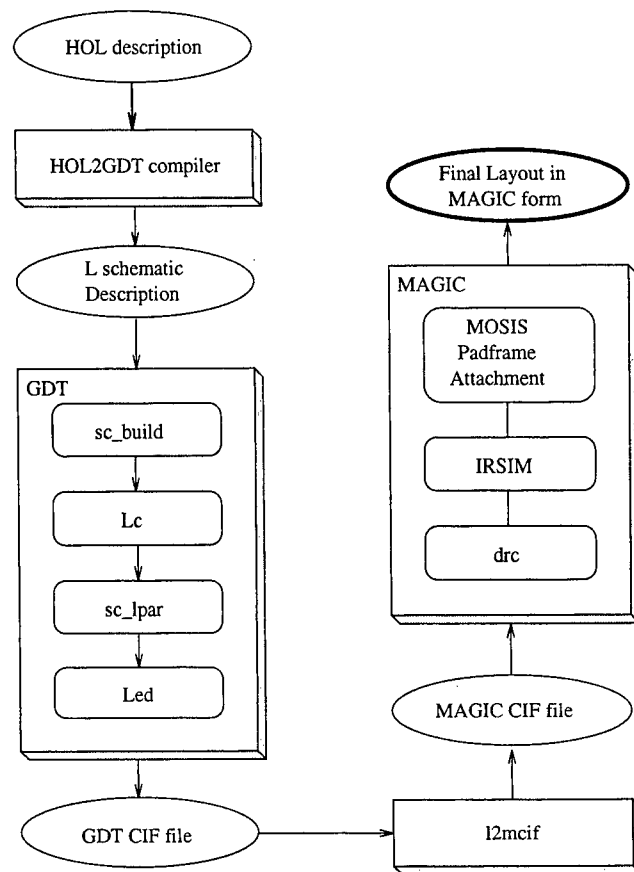 HOL description
HOL2GDT compiler
L schematic
Description
GDT
sc_build
Lc
sc_lpar
Led
GDT CIF file
l2mcif
MAGIC CIF file
MAGIC
MOSIS
Padframe
Attachment
IRSIM
drc
Final Layout in
MAGIC form